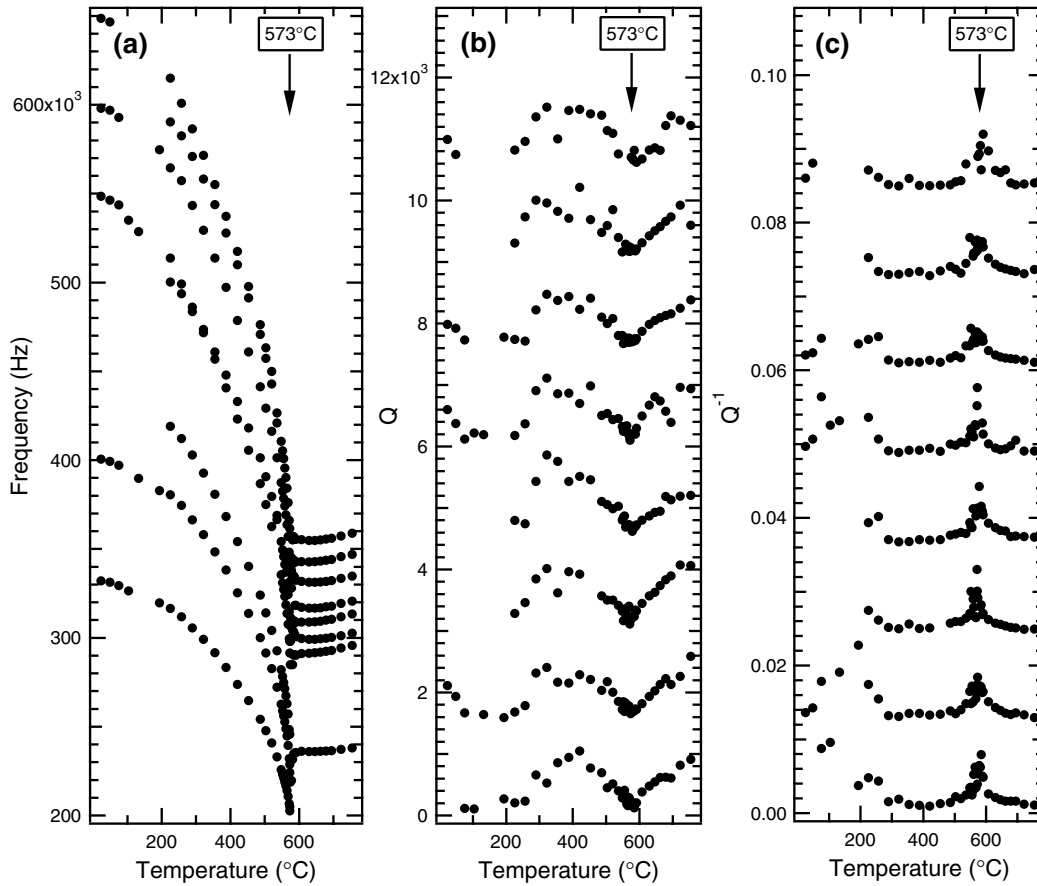 (a)
573°C
600x10³
500
400
300
200
Frequency (Hz)
200
400
600
Temperature (°C)
(b)
573°C
12x10³
10
8
6
4
2
0
Q
200
400
600
Temperature (°C)
(c)
573°C
0.10
0.08
0.06
0.04
0.02
0.00
Q⁻¹
200
400
600
Temperature (°C)